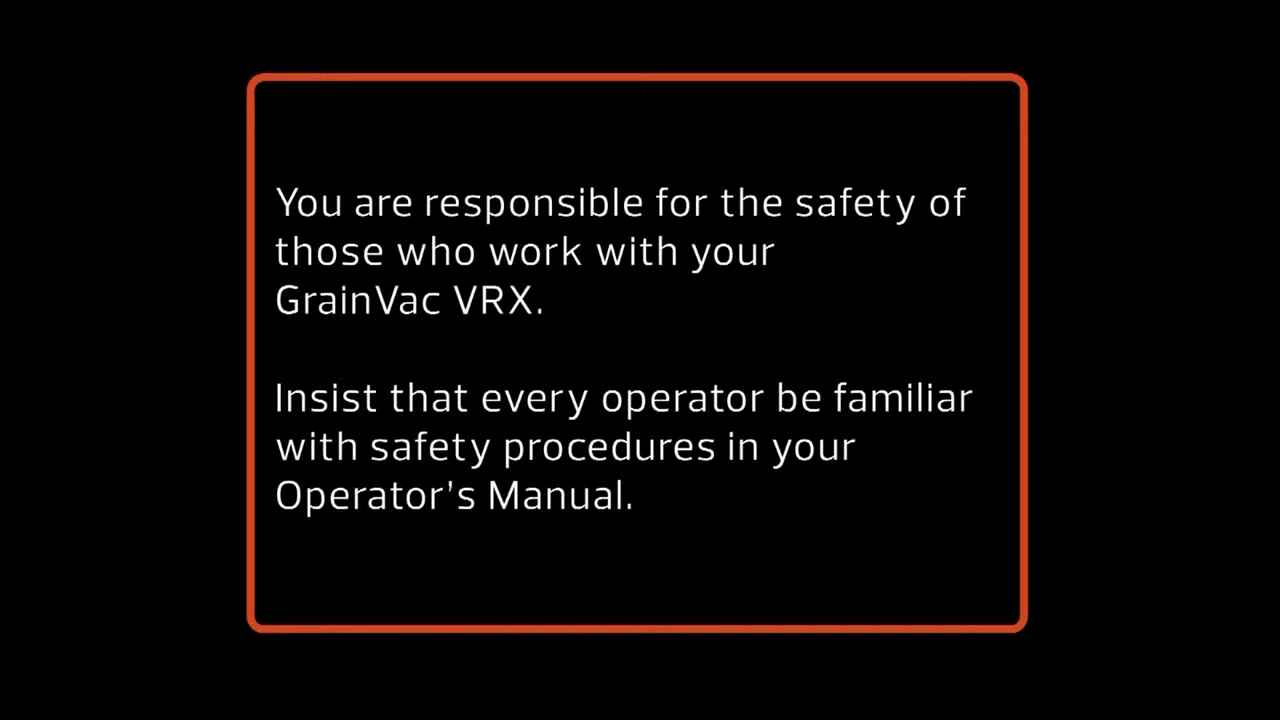 You are responsible for the safety of
those who work with your
GrainVac VRX.
Insist that every operator be familiar
with safety procedures in your
Operator's Manual.